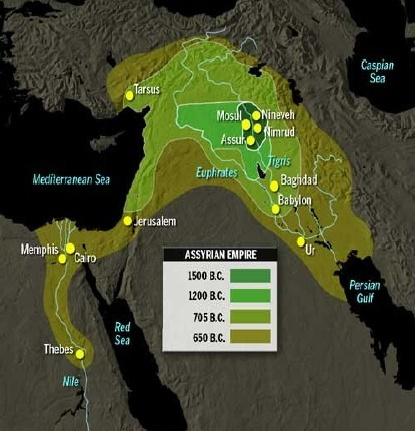 Caspian
Sea
Tarsus
Mosul
Nineveh
Nimrud
Assur
Tigris
Euphrates
Mediterranean Sea
Baghdad
Babylon
Jerusalem
Memphis
Cairo
Ur
ASSYRIAN EMPIRE
1500 B.C.
1200 B.C.
705 B.C.
650 B.C.
Persian
Gulf
Red
Sea
Thebes
Nile